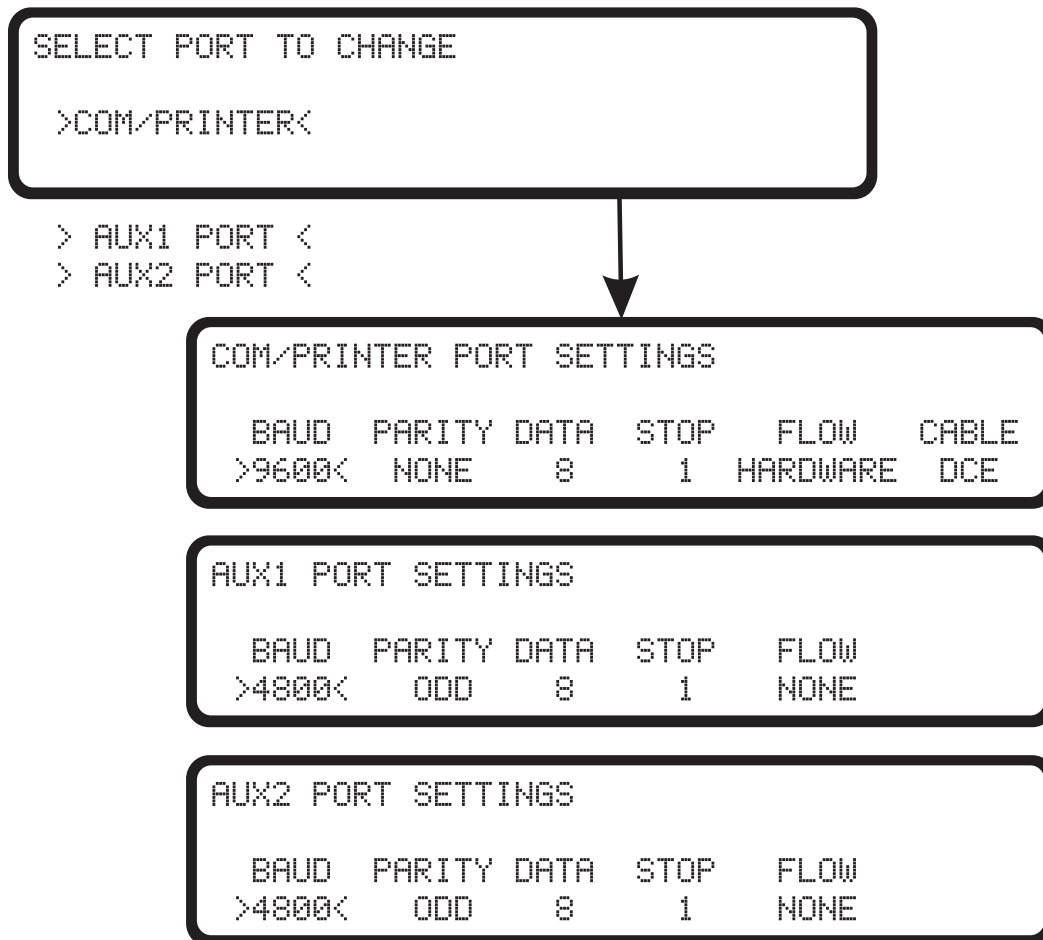 SELECT PORT TO CHANGE
>COM/PRINTER<
> AUX1 PORT <
> AUX2 PORT <
COM/PRINTER PORT SETTINGS
BAUD PARITY DATA STOP FLOW CABLE
>9600< NONE 8 1 HARDWARE DCE
AUX1 PORT SETTINGS
BAUD PARITY DATA STOP FLOW
>4800< ODD 8 1 NONE
AUX2 PORT SETTINGS
BAUD PARITY DATA STOP FLOW
>4800< ODD 8 1 NONE